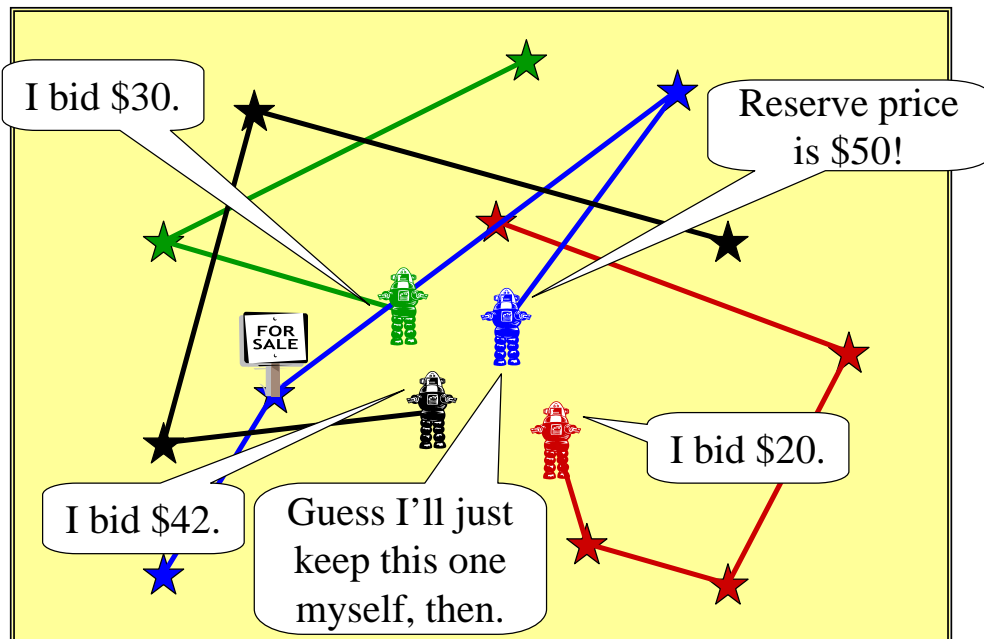 I bid $30.
Reserve price
is $50!
FOR
SALE
I bid $20.
I bid $42.
Guess I’ll just
keep this one
myself, then.